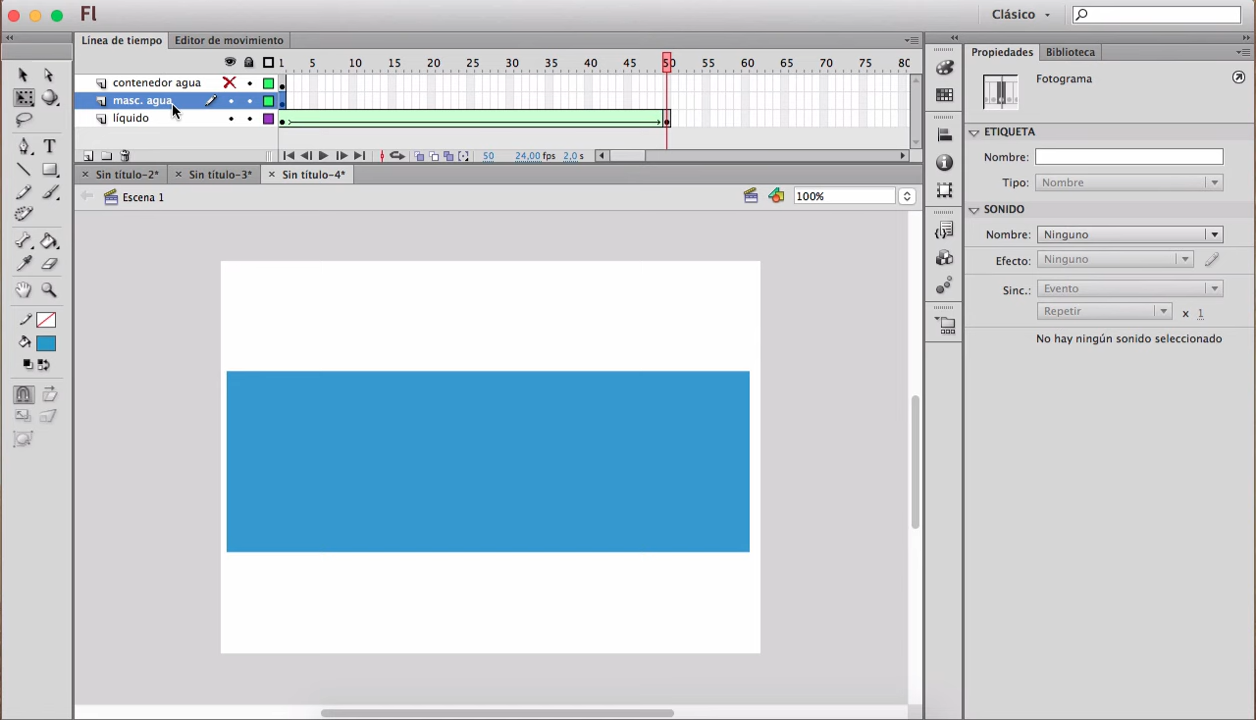 Fl Clásico
Línea de tiempo Editor de movimiento
1 5 10 15 20 25 30 35 40 45 50 55 60 65 70 75 80
contenedor agua
masc. agua
líquido
50 24,00 fps 2,0 s
Sin título-2* Sin título-3* Sin título-4*
Escena 1 100%
Propiedades Biblioteca
Fotograma
ETIQUETA
Nombre:
Tipo: Nombre
SONIDO
Nombre: Ninguno
Efecto: Ninguno
Sinc.: Evento
Repetir x 1
No hay ningún sonido seleccionado
T